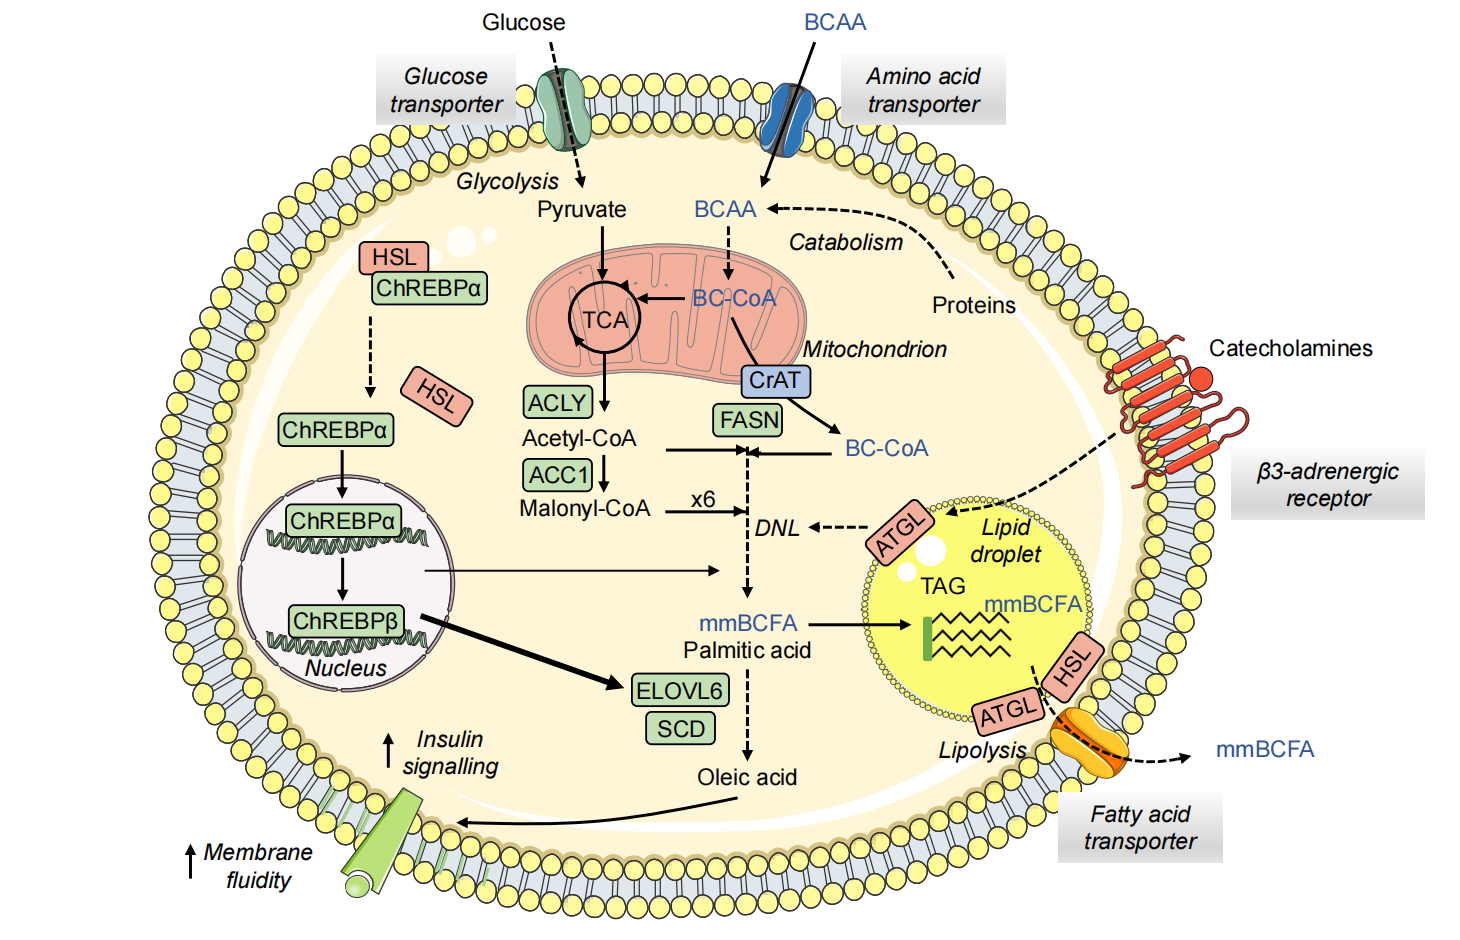 Glucose
BCAA
Glucose
transporter
Amino acid
transporter
Glycolysis
Pyruvate
BCAA
Catabolism
Proteins
HSL
ChREBPα
TCA
BC-CoA
Mitochondrion
Catecholamines
CrAT
HSL
ACLY
FASN
ChREBPα
Acetyl-CoA
BC-CoA
ACC1
Malonyl-CoA
x6
β3-adrenergic
receptor
ChREBPα
DNL
ATGL
Lipid
droplet
TAG
mmBCFA
ChREBPβ
Nucleus
mmBCFA
Palmitic acid
HSL
ELOVL6
SCD
ATGL
Lipolysis
mmBCFA
Insulin
signalling
Oleic acid
Fatty acid
transporter
Membrane
fluidity